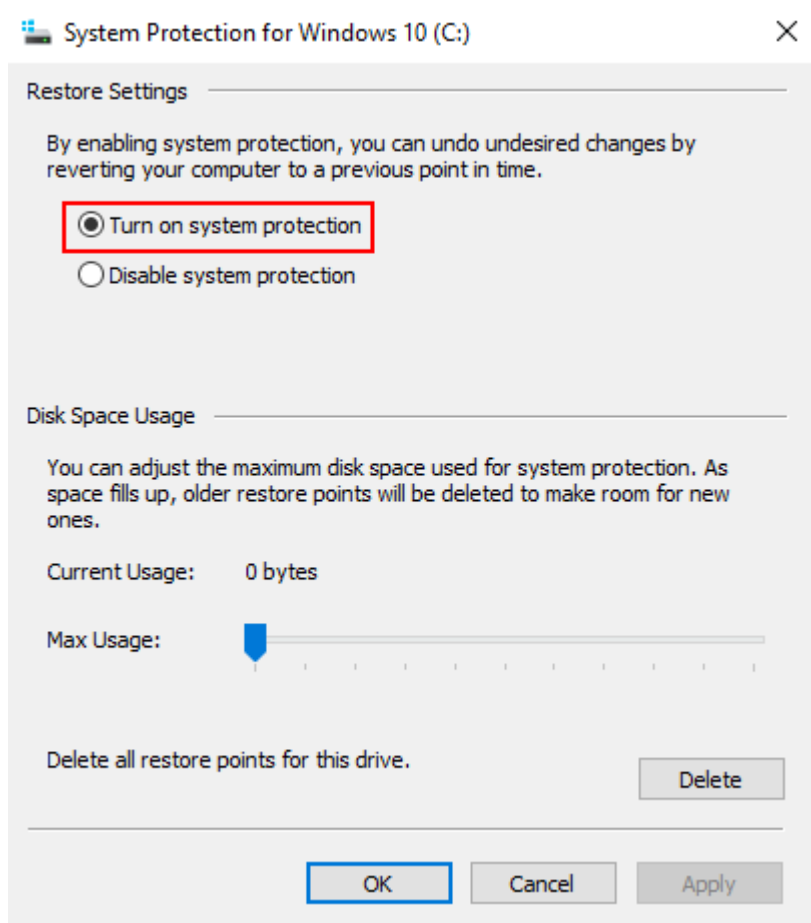 System Protection for Windows 10 (C:)
Restore Settings
By enabling system protection, you can undo undesired changes by
reverting your computer to a previous point in time.
Turn on system protection
Disable system protection
Disk Space Usage
You can adjust the maximum disk space used for system protection. As
space fills up, older restore points will be deleted to make room for new
ones.
Current Usage: 0 bytes
Max Usage:
Delete all restore points for this drive.
Delete
OK Cancel Apply